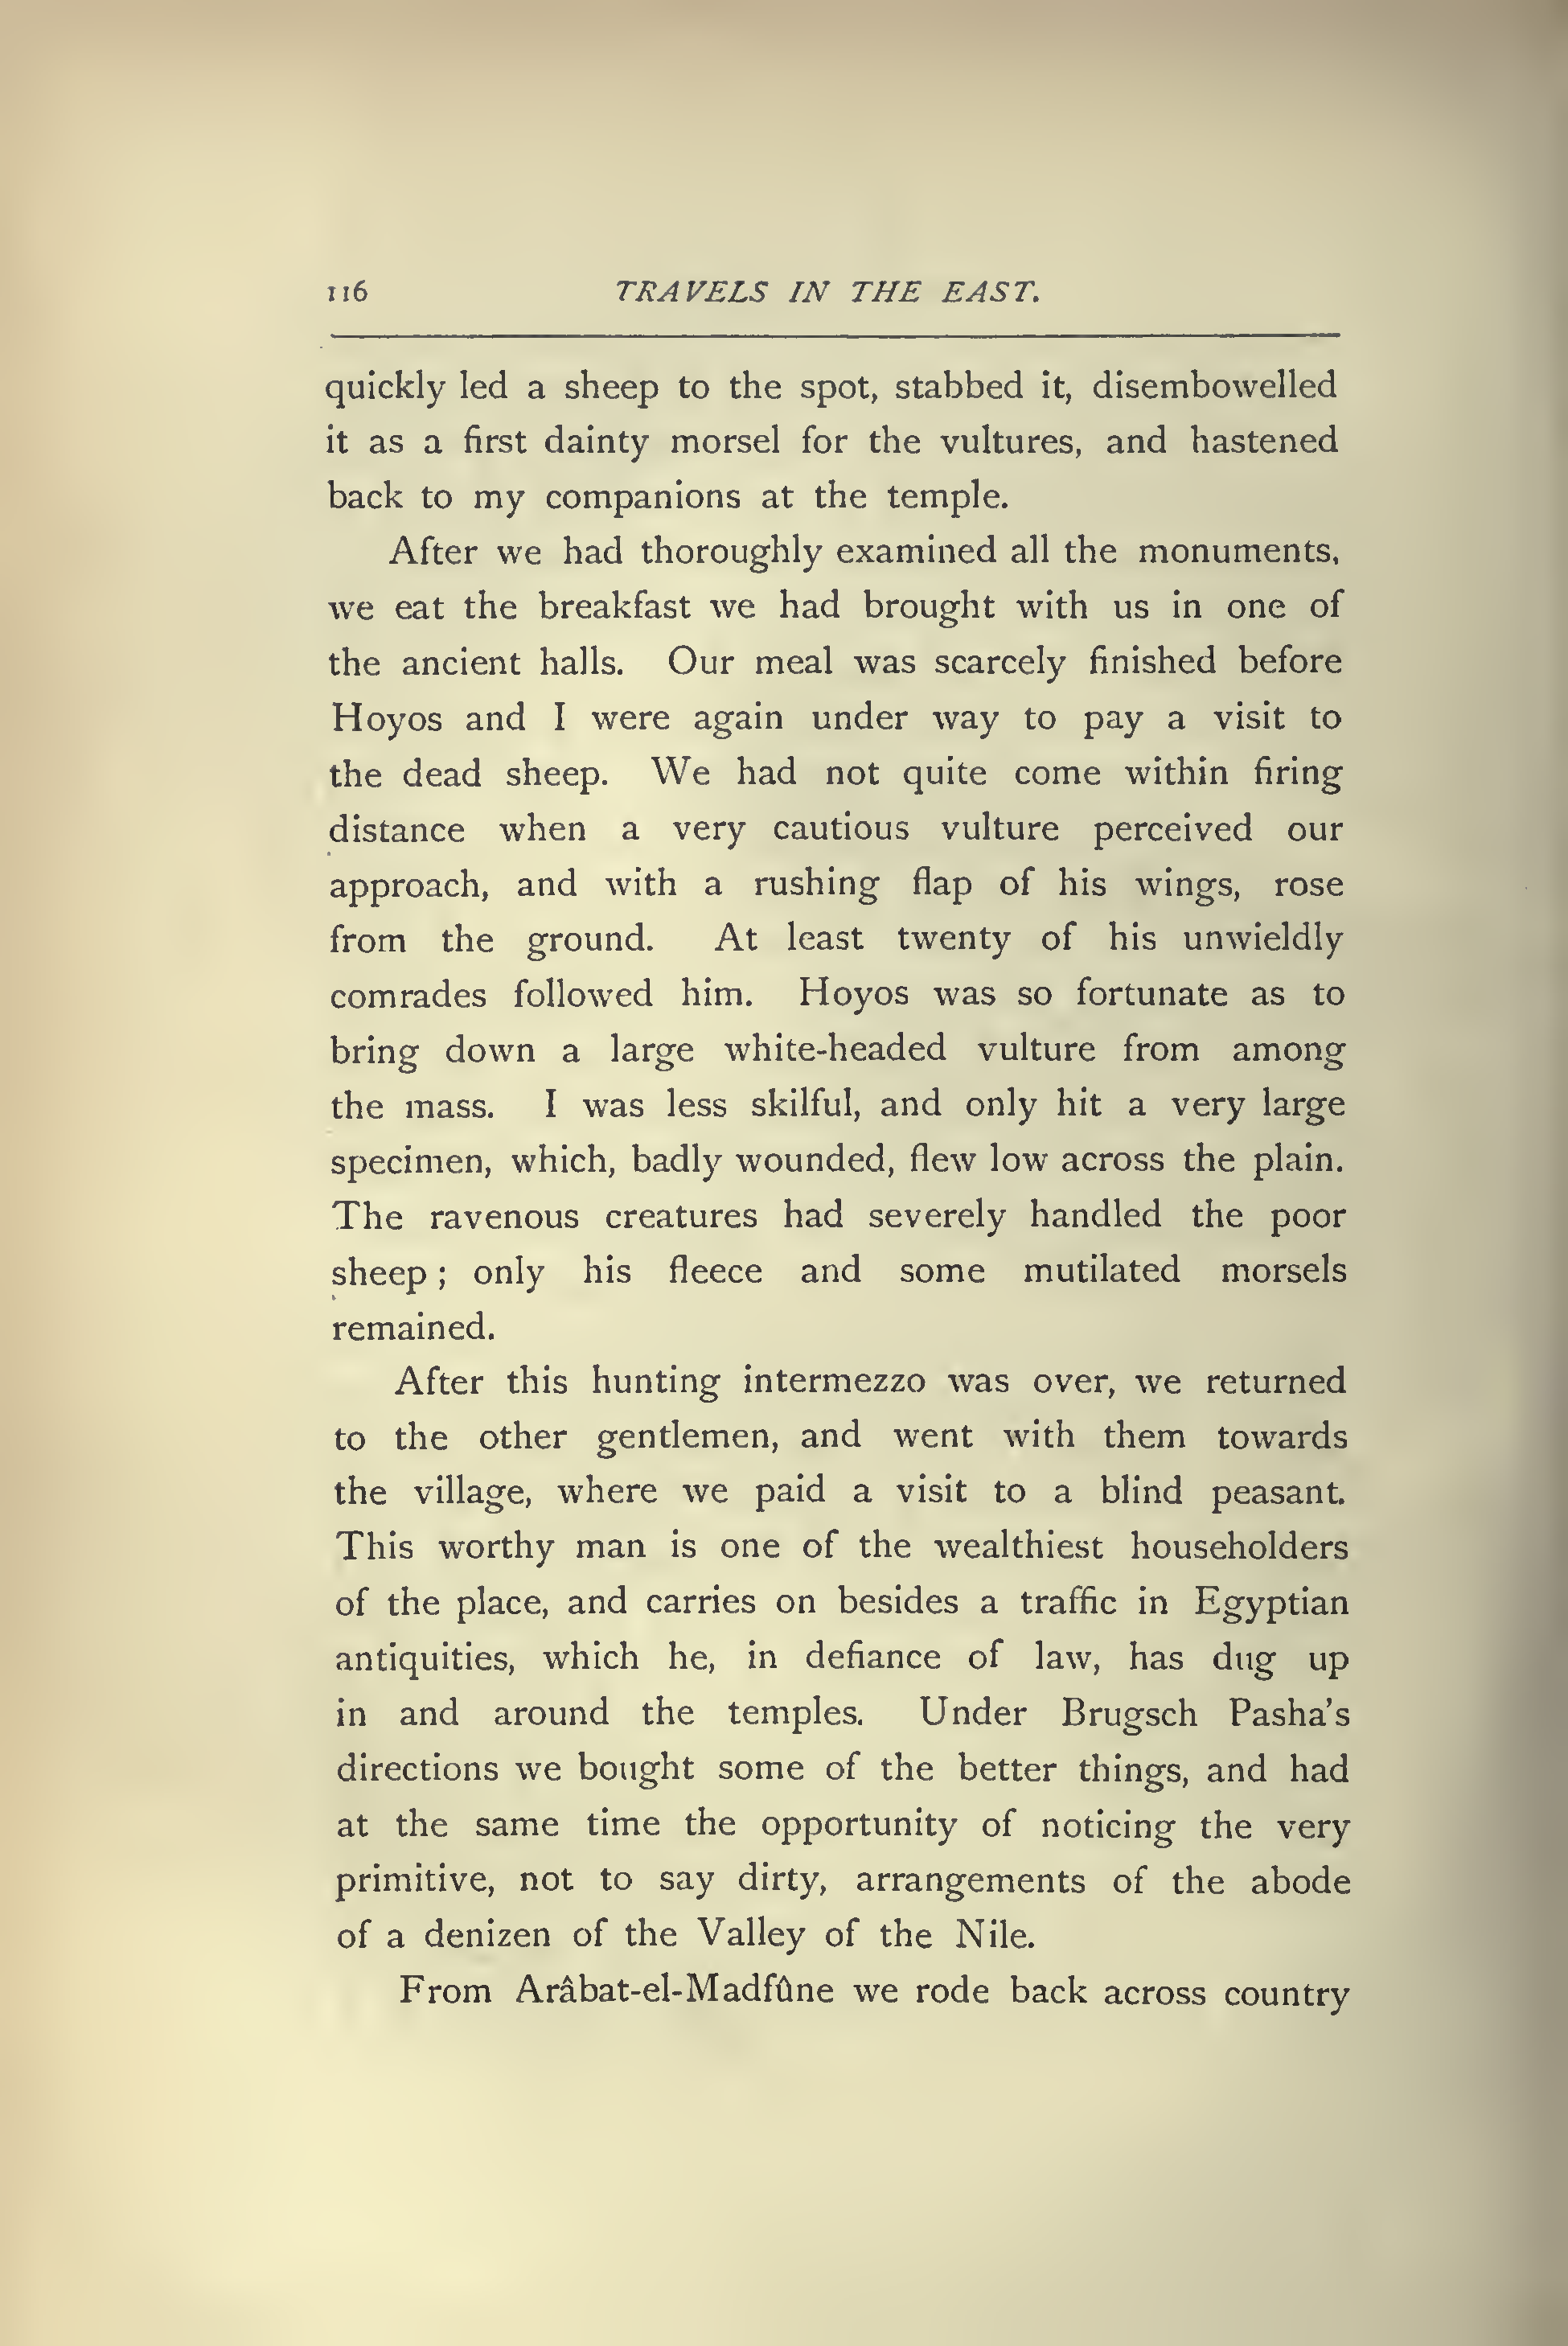 116 TRAVELS IN THE EAST.
quickly led a sheep to the spot, stabbed it, disembowelled
it as a first dainty morsel for the vultures, and hastened
back to my companions at the temple.
After we had thoroughly examined all the monuments,
we eat the breakfast we had brought with us in one of
the ancient halls. Our meal was scarcely finished before
Hoyos and I were again under way to pay a visit to
the dead sheep. We had not quite come within firing
distance when a very cautious vulture perceived our
approach, and with a rushing flap of his wings, rose
from the ground. At least twenty of his unwieldly
comrades followed him. Hoyos was so fortunate as to
bring down a large white-headed vulture from among
the mass. I was less skilful, and only hit a very large
specimen, which, badly wounded, flew low across the plain.
The ravenous creatures had severely handled the poor
sheep; only his fleece and some mutilated morsels
remained.
After this hunting intermezzo was over, we returned
to the other gentlemen, and went with them towards
the village, where we paid a visit to a blind peasant.
This worthy man is one of the wealthiest householders
of the place, and carries on besides a traffic in Egyptian
antiquities, which he, in defiance of law, has dug up
in and around the temples. Under Brugsch Pasha's
directions we bought some of the better things, and had
at the same time the opportunity of noticing the very
primitive, not to say dirty, arrangements of the abode
of a denizen of the Valley of the Nile.
From Arâbat-el-Madfûne we rode back across country